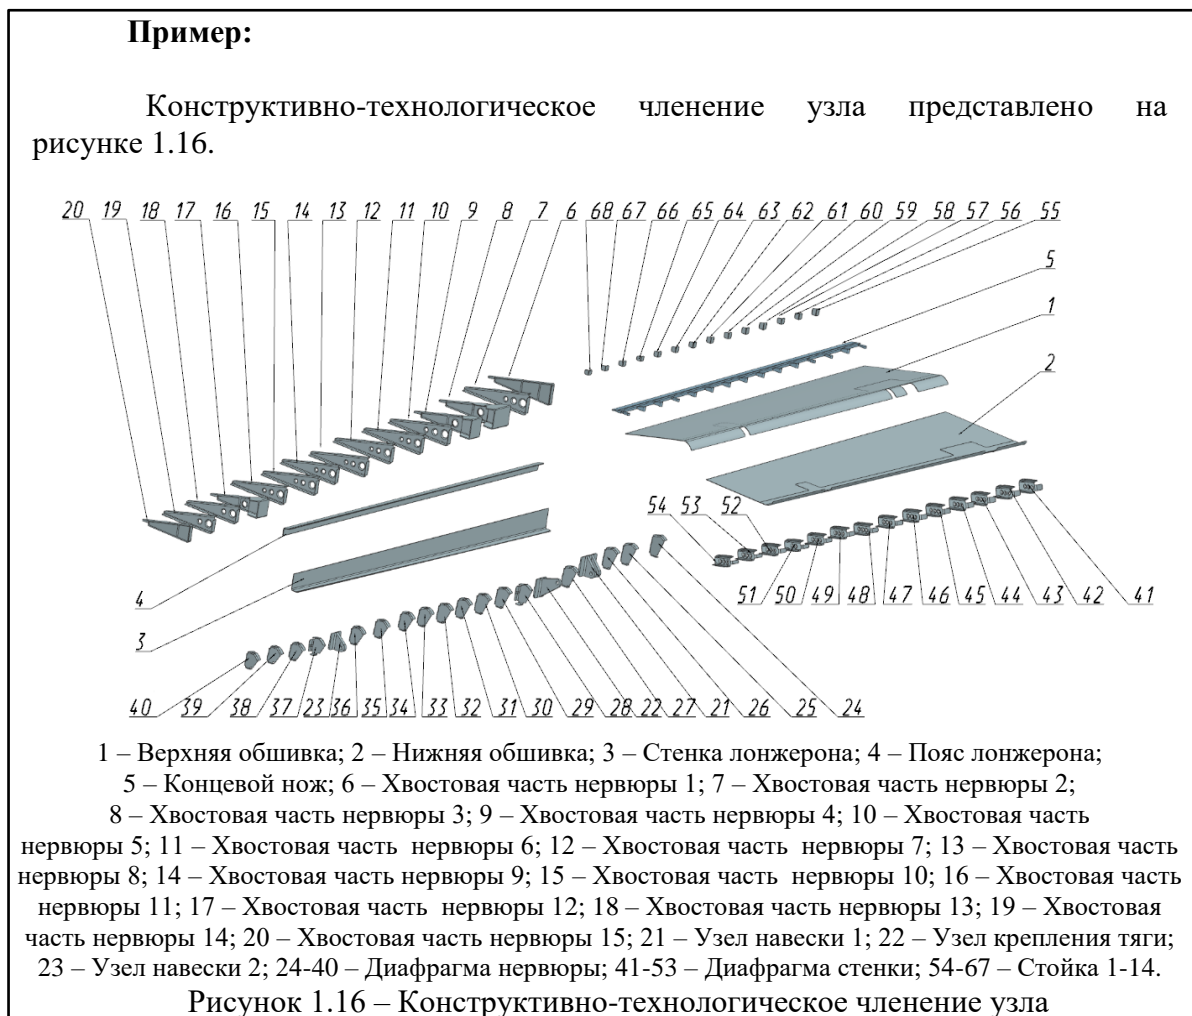 Пример:
Конструктивно-технологическое членение узла представлено на
рисунке 1.16.
20 19 18 17 16 15 14 13 12 11 10 9 8 7 6 68 67 66 65 64 63 62 61 60 59 58 57 56 55
5
1
2
54 53 52
51 50 49 48 47 46 45 44 43 42 41
4
3
40 39 38 37 23 36 35 34 33 32 31 30 29 28 22 27 21 26 25 24
1 – Верхняя обшивка; 2 – Нижняя обшивка; 3 – Стенка лонжерона; 4 – Пояс лонжерона;
5 – Концевой нож; 6 – Хвостовая часть нервюры 1; 7 – Хвостовая часть нервюры 2;
8 – Хвостовая часть нервюры 3; 9 – Хвостовая часть нервюры 4; 10 – Хвостовая часть
нервюры 5; 11 – Хвостовая часть нервюры 6; 12 – Хвостовая часть нервюры 7; 13 – Хвостовая часть
нервюры 8; 14 – Хвостовая часть нервюры 9; 15 – Хвостовая часть нервюры 10; 16 – Хвостовая часть
нервюры 11; 17 – Хвостовая часть нервюры 12; 18 – Хвостовая часть нервюры 13; 19 – Хвостовая
часть нервюры 14; 20 – Хвостовая часть нервюры 15; 21 – Узел навески 1; 22 – Узел крепления тяги;
23 – Узел навески 2; 24-40 – Диафрагма нервюры; 41-53 – Диафрагма стенки; 54-67 – Стойка 1-14.
Рисунок 1.16 – Конструктивно-технологическое членение узла